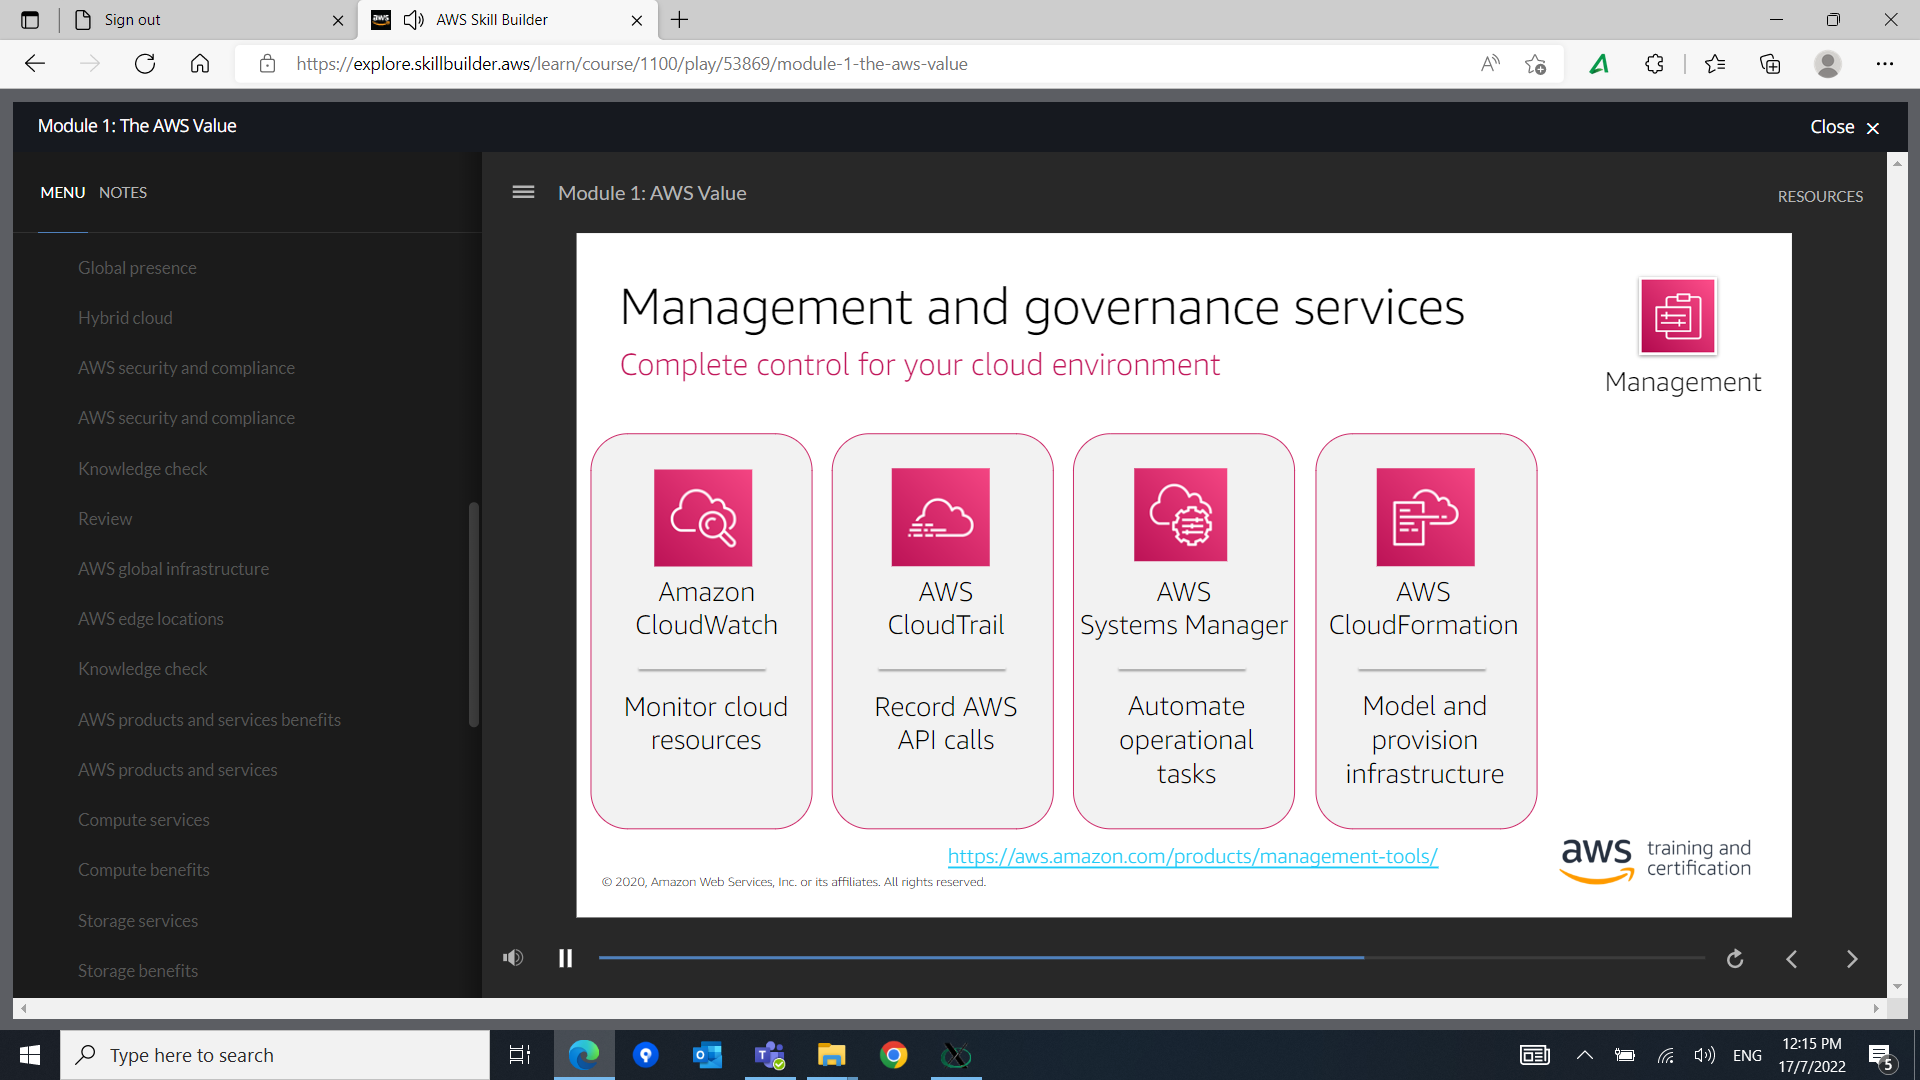 Sign out
AWS Skill Builder
https://explore.skillbuilder.aws/learn/course/1100/play/53869/module-1-the-aws-value
Module 1: The AWS Value
Close
MENU
NOTES
Module 1: AWS Value
RESOURCES
Global presence
Hybrid cloud
AWS security and compliance
AWS security and compliance
Knowledge check
Review
AWS global infrastructure
AWS edge locations
Knowledge check
AWS products and services benefits
AWS products and services
Compute services
Compute benefits
Storage services
Storage benefits
Management and governance services
Complete control for your cloud environment
Management
Amazon
CloudWatch
Monitor cloud
resources
AWS
CloudTrail
Record AWS
API calls
AWS
Systems Manager
Automate
operational
tasks
AWS
CloudFormation
Model and
provision
infrastructure
https://aws.amazon.com/products/management-tools/
© 2020, Amazon Web Services, Inc. or its affiliates. All rights reserved.
aws training and
certification
Type here to search
ENG
12:15 PM
17/7/2022
5